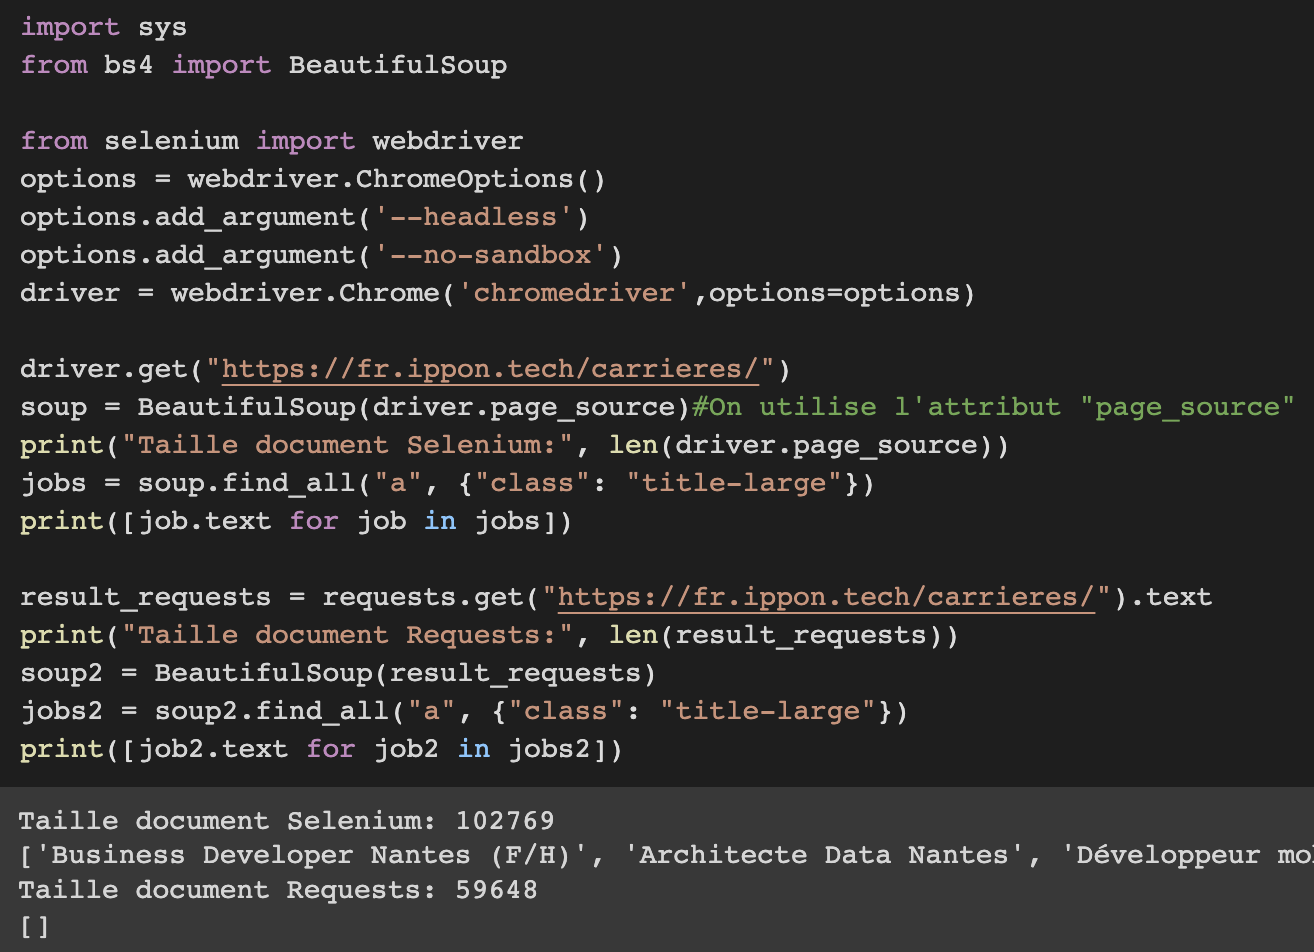 import sys
from bs4 import BeautifulSoup
from selenium import webdriver
options = webdriver.ChromeOptions()
options.add_argument('--headless')
options.add_argument('--no-sandbox')
driver = webdriver.Chrome('chromedriver',options=options)
driver.get("https://fr.ippon.tech/carrieres/")
soup = BeautifulSoup(driver.page_source)#On utilise l'attribut "page_source"
print("Taille document Selenium:", len(driver.page_source))
jobs = soup.find_all("a", {"class": "title-large"})
print([job.text for job in jobs])
result_requests = requests.get("https://fr.ippon.tech/carrieres/").text
print("Taille document Requests:", len(result_requests))
soup2 = BeautifulSoup(result_requests)
jobs2 = soup2.find_all("a", {"class": "title-large"})
print([job2.text for job2 in jobs2])
Taille document Selenium: 102769
['Business Developer Nantes (F/H)', 'Architecte Data Nantes', 'Développeur
Taille document Requests: 59648
[]